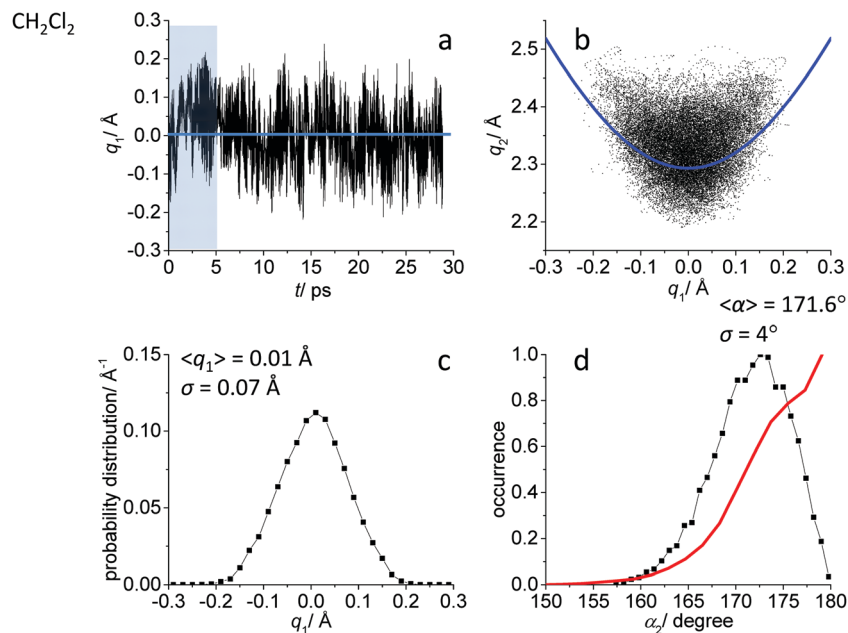 CH₂Cl₂
a
0.3
0.2
0.1
0.0
-0.1
-0.2
-0.3
q₁/ Å
0 5 10 15 20 25 30
t/ ps
b
2.5
2.4
2.3
2.2
q₂/ Å
-0.3 -0.2 -0.1 0.0 0.1 0.2 0.3
q₁/ Å
<α> = 171.6°
σ = 4°
<q₁> = 0.01 Å
σ = 0.07 Å
c
0.15
0.10
0.05
0.00
probability distribution/ Å⁻¹
-0.3 -0.2 -0.1 0.0 0.1 0.2 0.3
q₁/ Å
d
1.0
0.8
0.6
0.4
0.2
0.0
occurrence
150 155 160 165 170 175 180
α₂/ degree